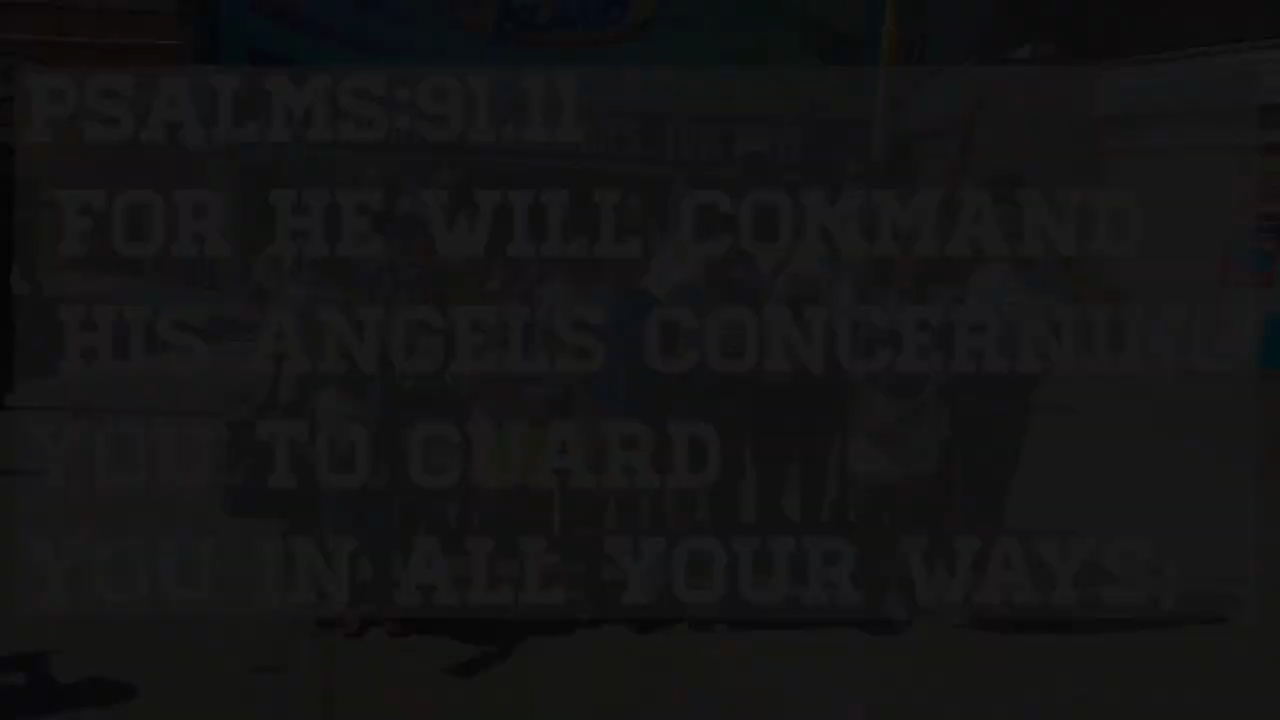 PSALMS:91.11
FOR HE WILL COMMAND
HIS ANGELS CONCERNING
YOU TO GUARD
YOU IN ALL YOUR WAYS;